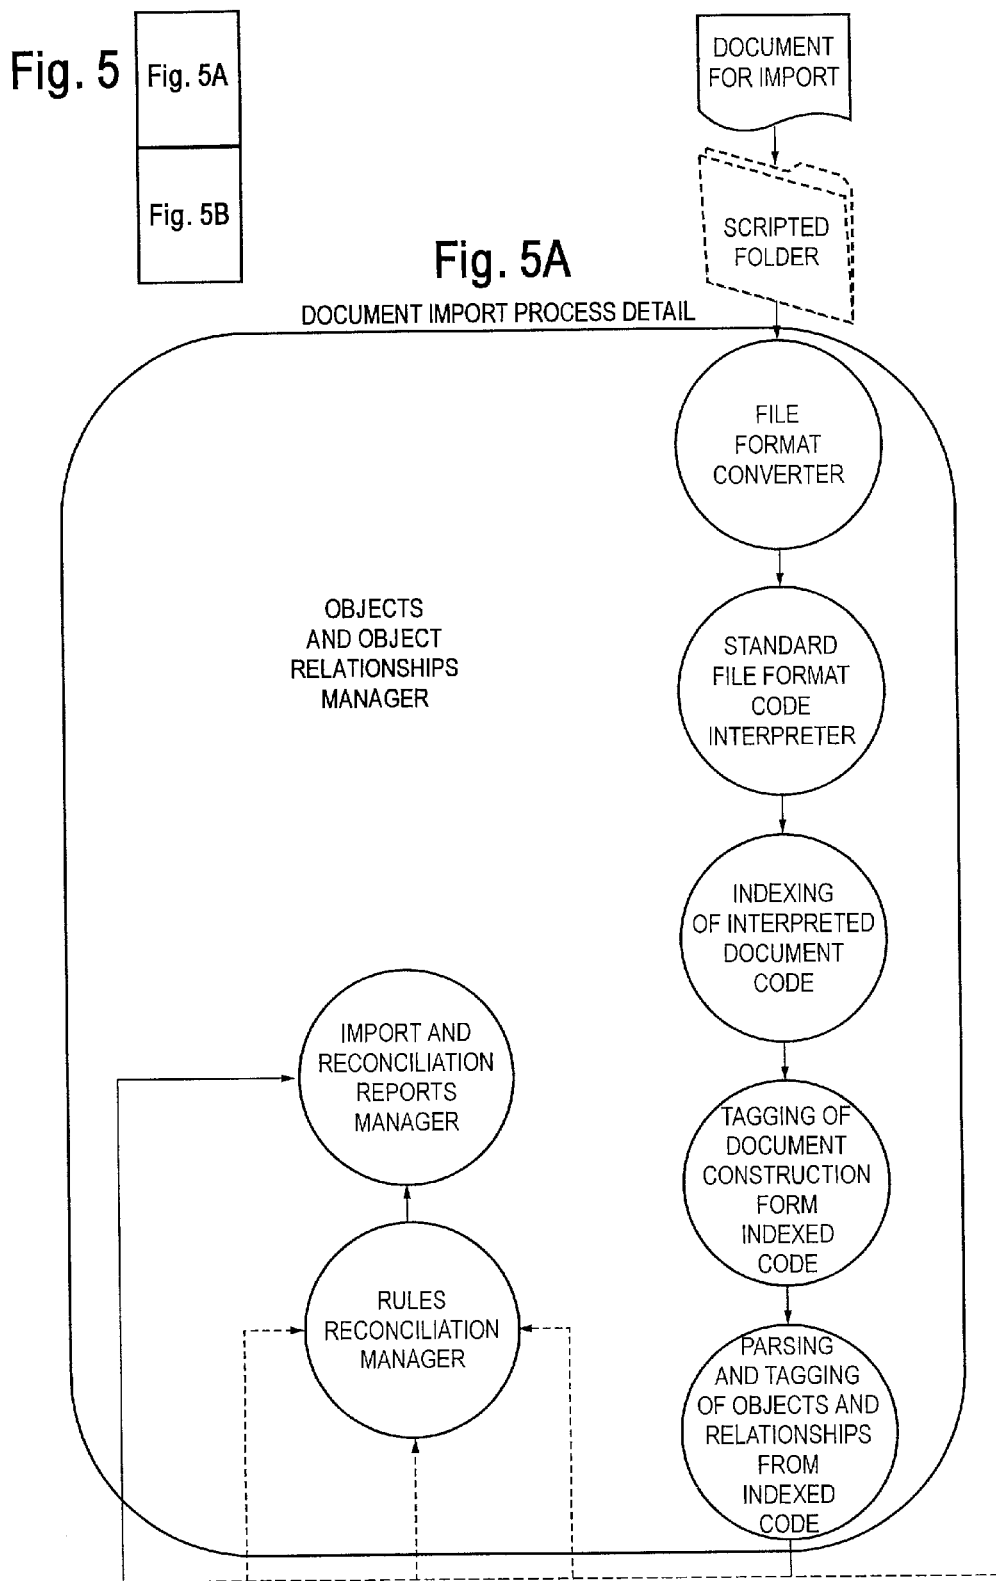 Fig. 5
Fig. 5A
Fig. 5B
DOCUMENT
FOR IMPORT
SCRIPTED
FOLDER
Fig. 5A
DOCUMENT IMPORT PROCESS DETAIL
FILE
FORMAT
CONVERTER
OBJECTS
AND OBJECT
RELATIONSHIPS
MANAGER
STANDARD
FILE FORMAT
CODE
INTERPRETER
INDEXING
OF INTERPRETED
DOCUMENT
CODE
IMPORT AND
RECONCILIATION
REPORTS
MANAGER
TAGGING OF
DOCUMENT
CONSTRUCTION
FORM
INDEXED
CODE
RULES
RECONCILIATION
MANAGER
PARSING
AND TAGGING
OF OBJECTS AND
RELATIONSHIPS
FROM
INDEXED
CODE